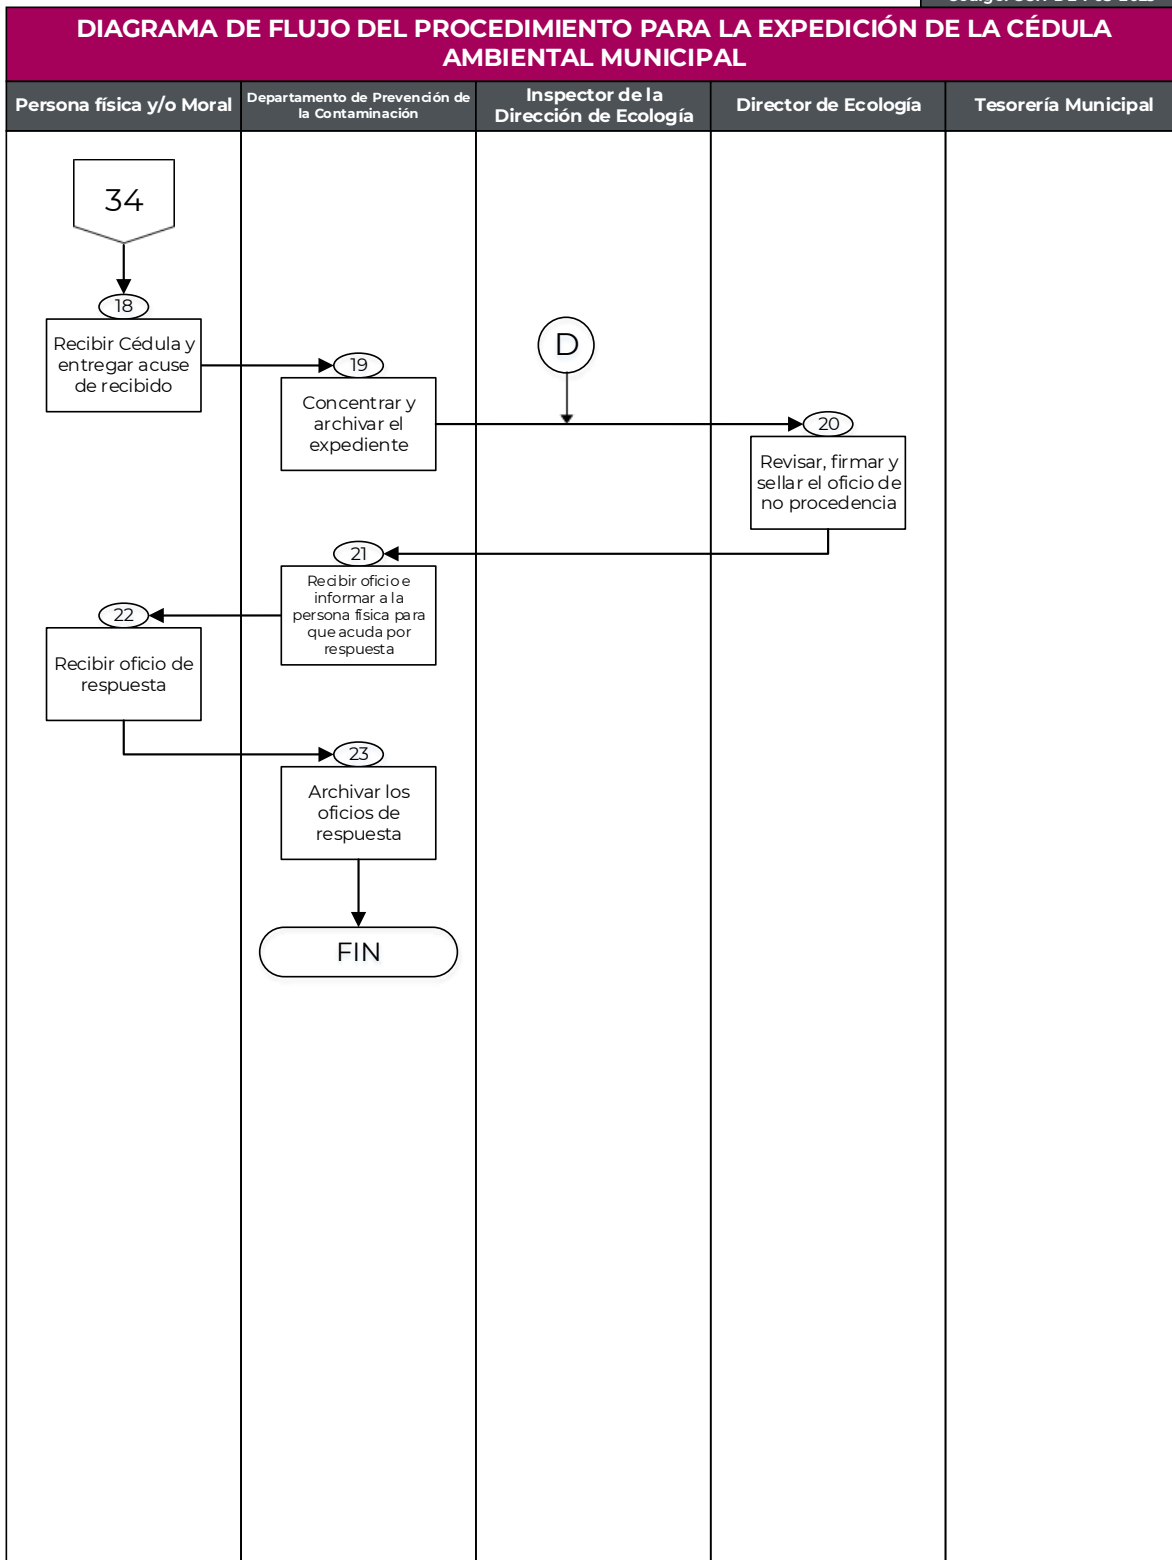 DIAGRAMA DE FLUJO DEL PROCEDIMIENTO PARA LA EXPEDICIÓN DE LA CÉDULA
AMBIENTAL MUNICIPAL
Persona física y/o Moral
Departamento de Prevención de
la Contaminación
Inspector de la
Dirección de Ecología
Director de Ecología
Tesorería Municipal
34
18
Recibir Cédula y
entregar acuse
de recibido
19
Concentrar y
archivar el
expediente
D
20
Revisar, firmar y
sellar el oficio de
no procedencia
21
Recibir oficio e
informar a la
persona física para
que acuda por
respuesta
22
Recibir oficio de
respuesta
23
Archivar los
oficios de
respuesta
FIN